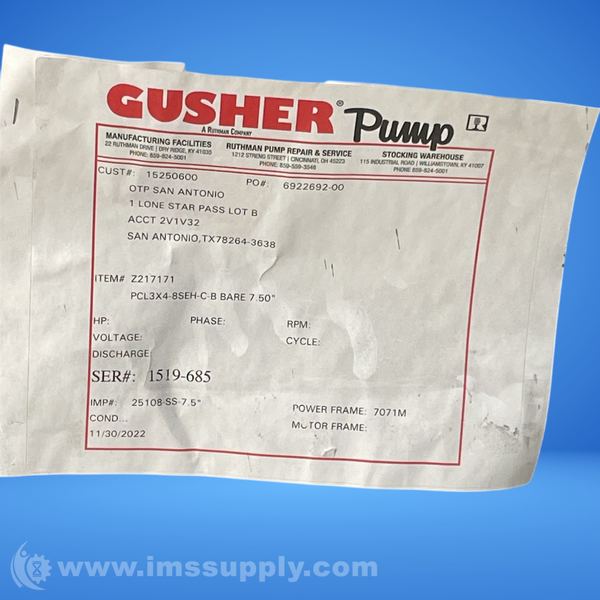 GUSHER® Pump R
A RUTHMAN COMPANY
MANUFACTURING FACILITIES
22 RUTHMAN DRIVE | DRY RIDGE, KY 41035
PHONE: 859-824-5001
RUTHMAN PUMP REPAIR & SERVICE
1212 STRENG STREET | CINCINNATI, OH 45223
PHONE: 859-559-3548
STOCKING WAREHOUSE
115 INDUSTRIAL ROAD | WILLIAMSTOWN, KY 41097
PHONE: 859-824-5001
CUST#: 15250600 PO#: 6922692-00
OTP SAN ANTONIO
1 LONE STAR PASS LOT B
ACCT 2V1V32
SAN ANTONIO,TX78264-3638
ITEM# Z217171
PCL3X4-8SEH-C-B BARE 7.50"
HP: PHASE: RPM:
VOLTAGE: CYCLE:
DISCHARGE
SER#: 1519-685
IMP#: 25108-SS-7.5"
POWER FRAME: 7071M
COND...
MOTOR FRAME:
11/30/2022
www.imssupply.com